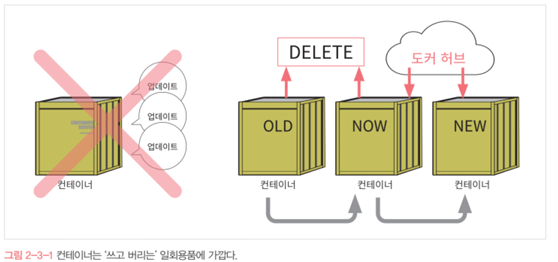 DELETE
도커 허브
업데이트
업데이트
업데이트
OLD
NOW
NEW
컨테이너
컨테이너
컨테이너
컨테이너
그림 2-3-1 컨테이너는 '쓰고 버리는' 일회용품에 가깝다.